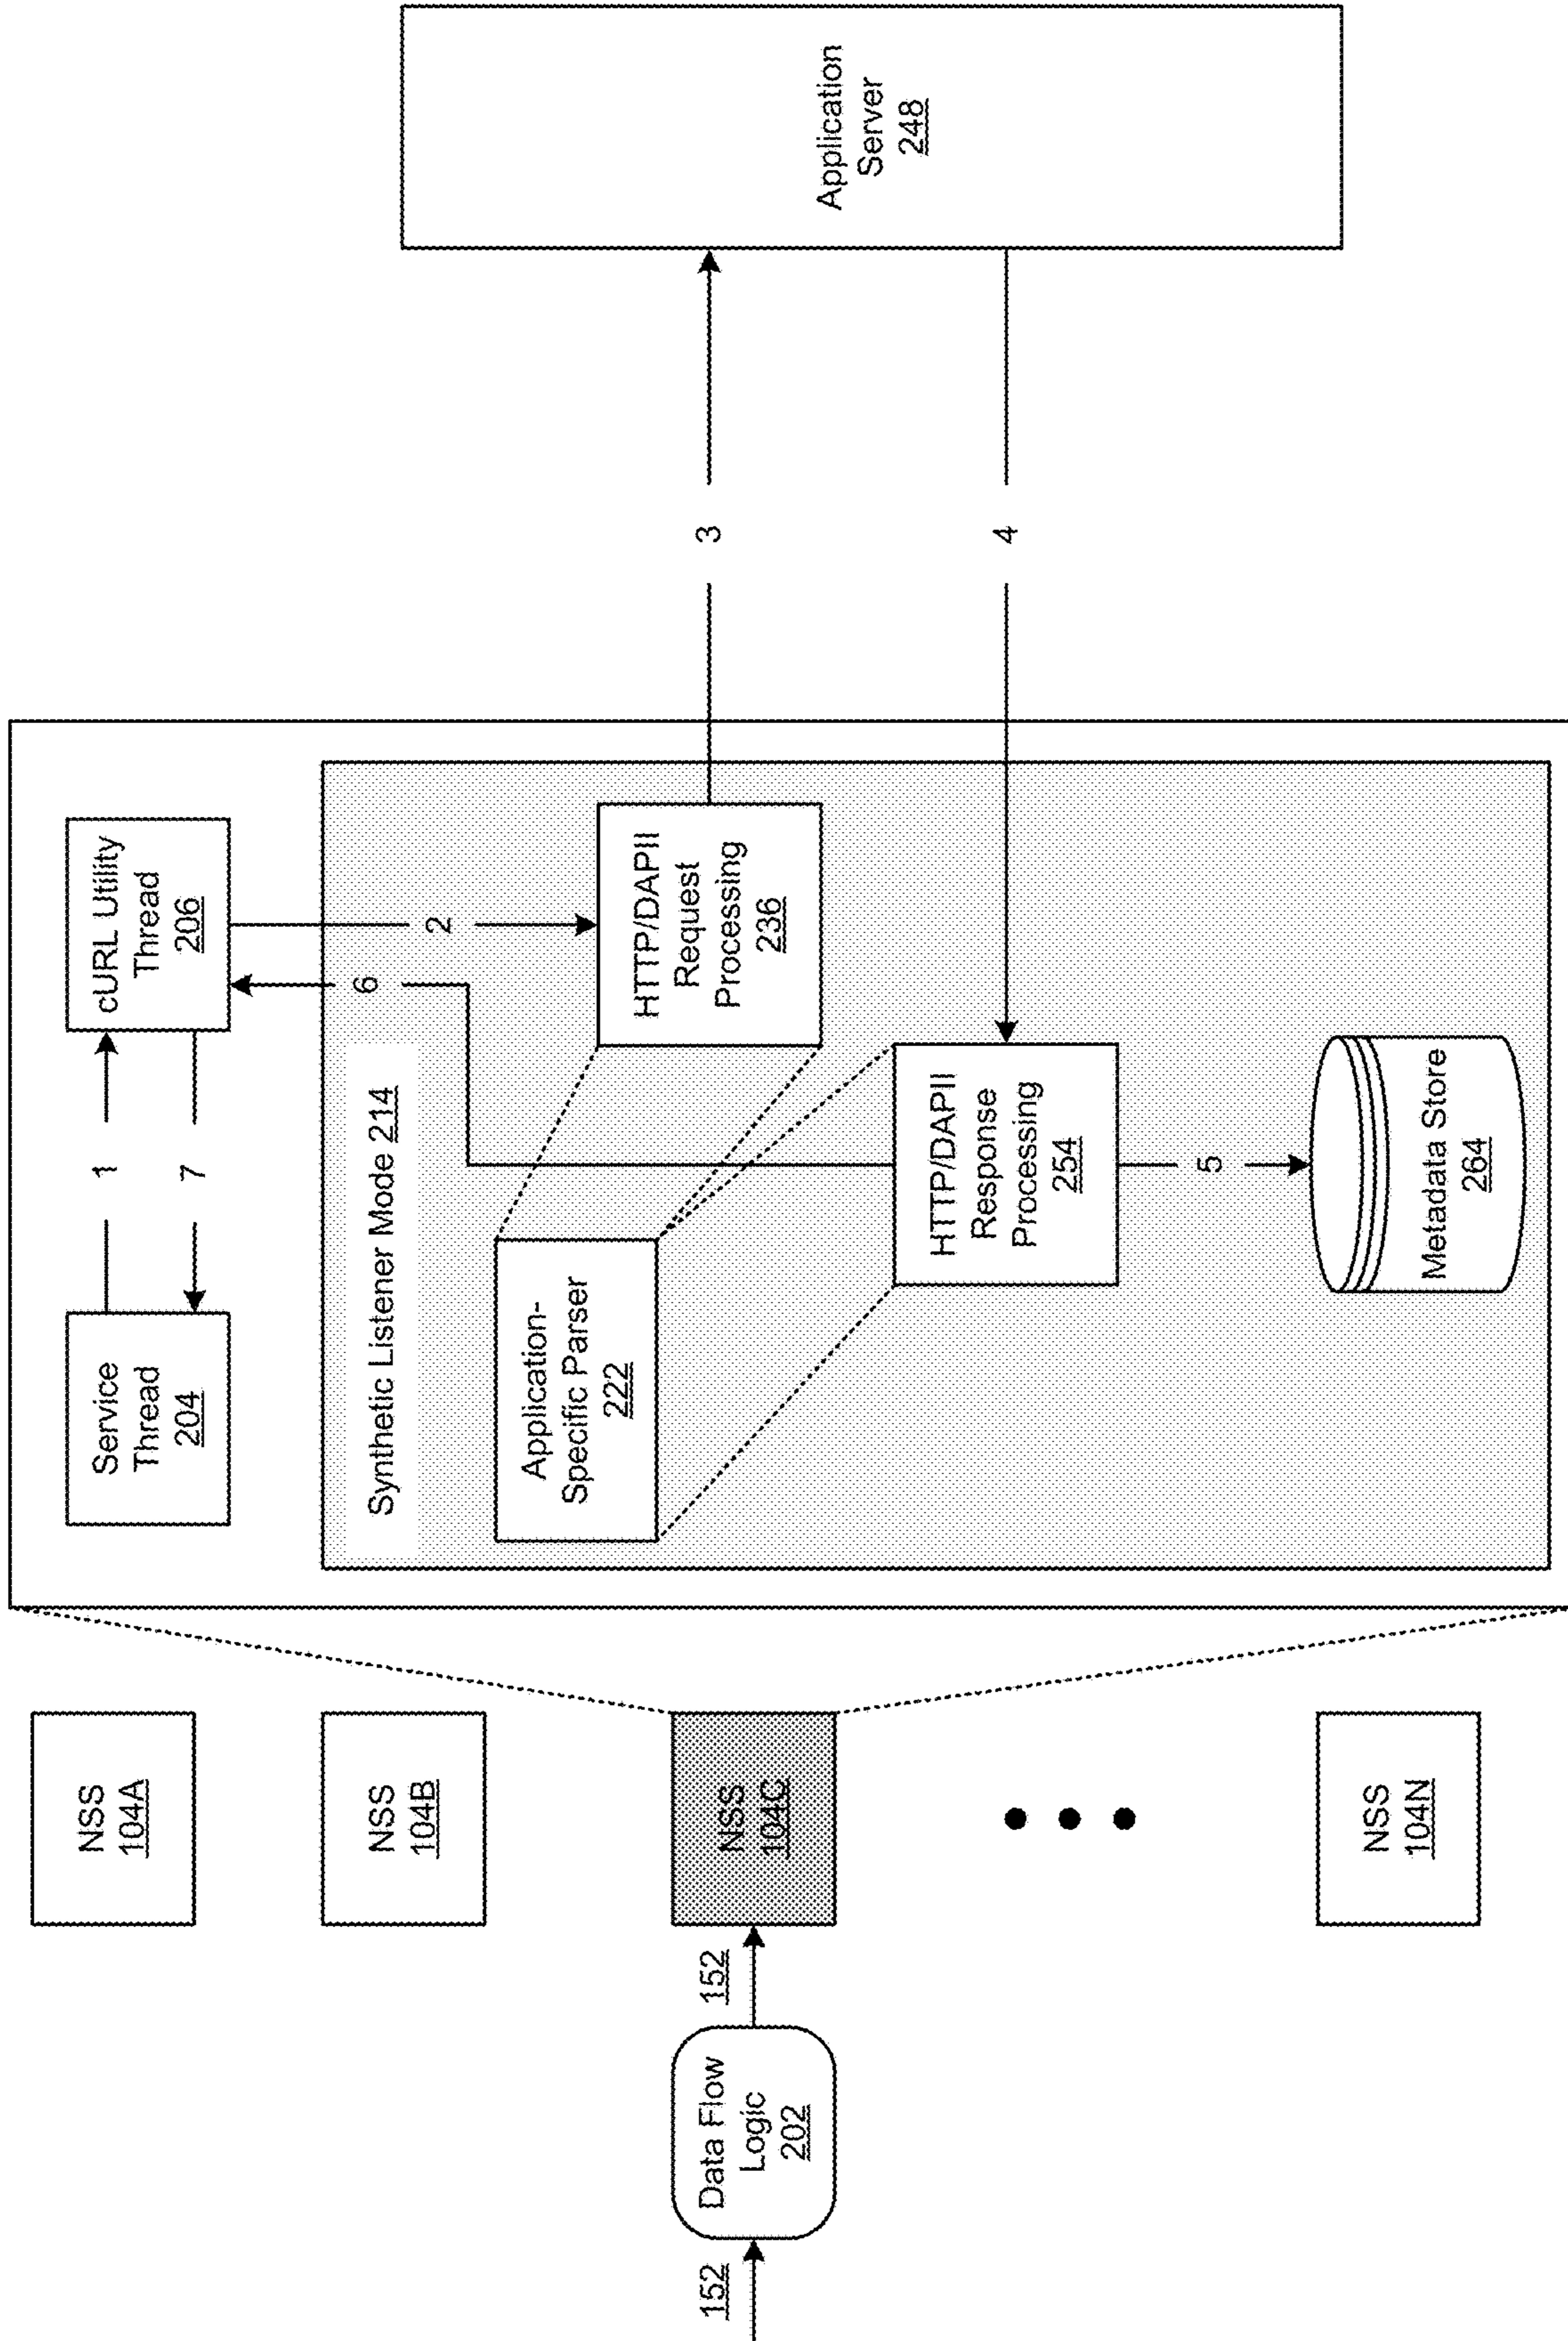 152
Data Flow
Logic
202
152
NSS
104A
NSS
104B
NSS
104C
NSS
104N
Service
Thread
204
1
7
cURL Utility
Thread
206
Synthetic Listener Mode 214
6
2
Application-
Specific Parser
222
HTTP/DAPII
Request
Processing
236
HTTP/DAPII
Response
Processing
254
5
Metadata Store
264
3
4
Application
Server
248